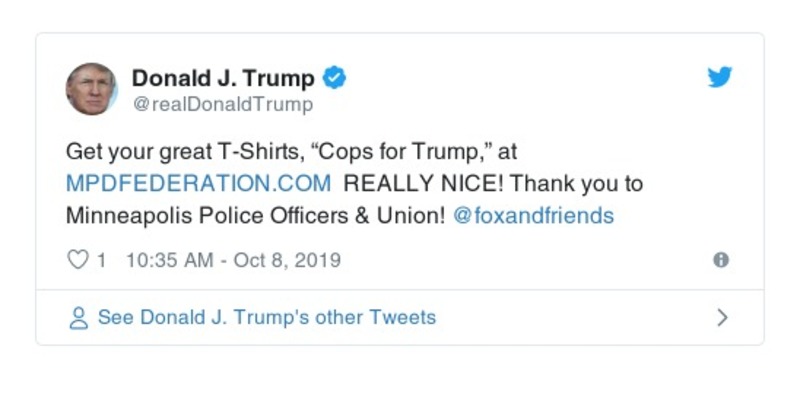 Donald J. Trump
@realDonaldTrump
Get your great T-Shirts, “Cops for Trump,” at
MPDFEDERATION.COM REALLY NICE! Thank you to
Minneapolis Police Officers & Union! @foxandfriends
1 10:35 AM - Oct 8, 2019
See Donald J. Trump's other Tweets